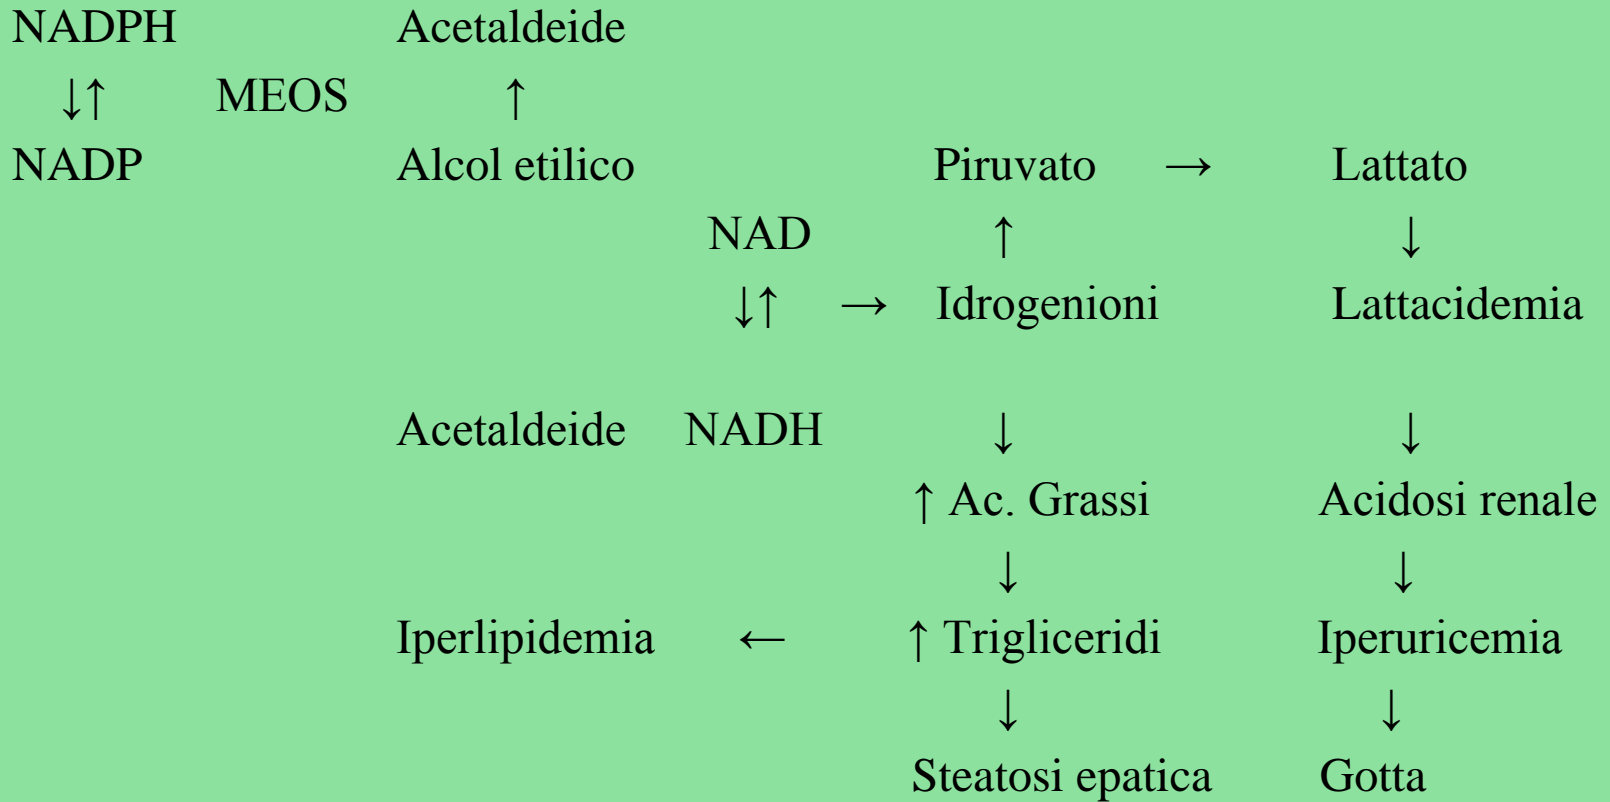 NADPH Acetaldeide
↓↑ MEOS ↑
NADP Alcol etilico Piruvato → Lattato
NAD ↑ ↓
↓↑ → Idrogenioni Lattacidemia
Acetaldeide NADH ↓ ↓
↑ Ac. Grassi Acidosi renale
↓ ↓
Iperlipidemia ← ↑ Trigliceridi Iperuricemia
↓ ↓
Steatosi epatica Gotta